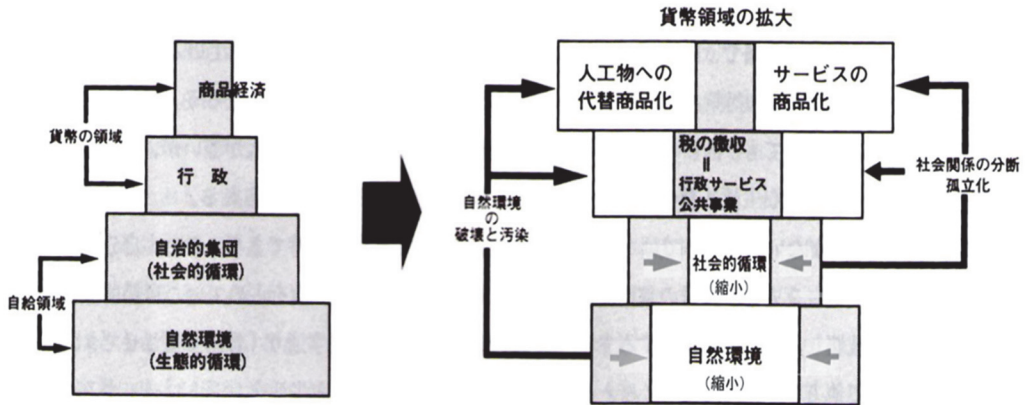 商品経済
貨幣の領域
行 政
自治的集団
(社会的循環)
自給領域
自然環境
(生態的循環)
貨幣領域の拡大
人工物への
代替商品化
サービスの
商品化
税の徴収
||
行政サービス
公共事業
社会関係の分断
孤立化
自然環境
の
破壊と汚染
社会的循環
(縮小)
自然環境
(縮小)